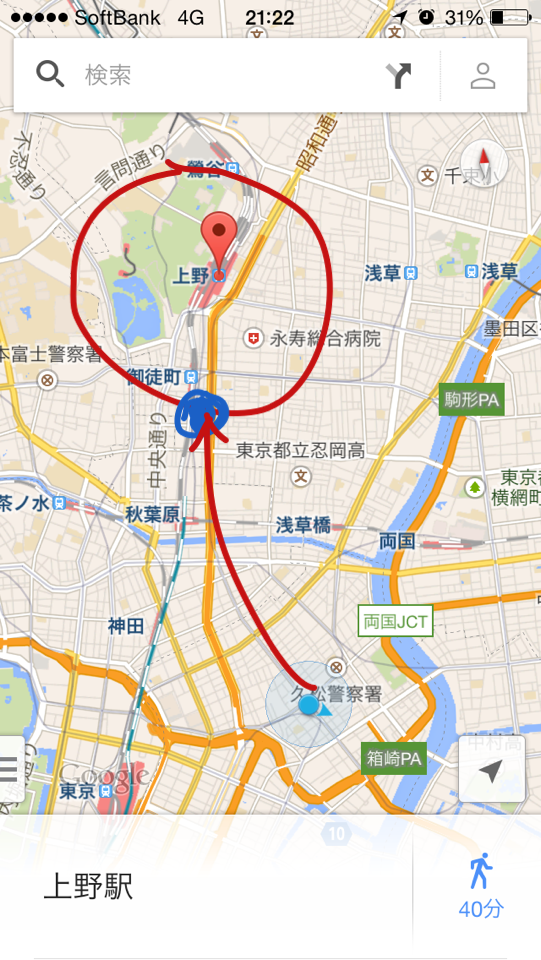 SoftBank 4G 21:22 31%
検索
昭和通
言問通り
不忍通り
鶯谷
文
文 千束小
上野
浅草
浅草
墨田区
永寿総合病院
本富士警察署
御徒町
駒形PA
中央通り
東京都立忍岡高
文
横網町
茶ノ水
秋葉原
浅草橋
両国
神田
両国JCT
久松警察署
箱崎PA
Google
東京
10
上野駅
40分